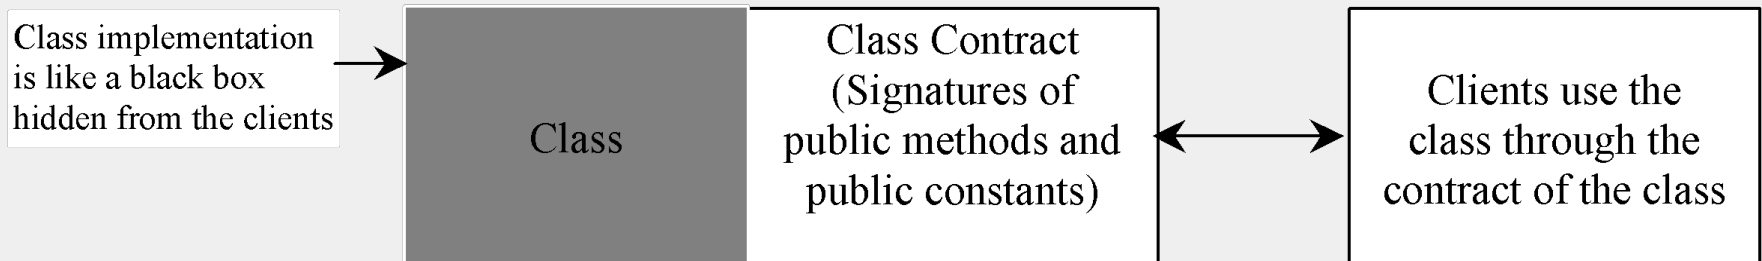 Class implementation
is like a black box
hidden from the clients
Class
Class Contract
(Signatures of
public methods and
public constants)
Clients use the
class through the
contract of the class